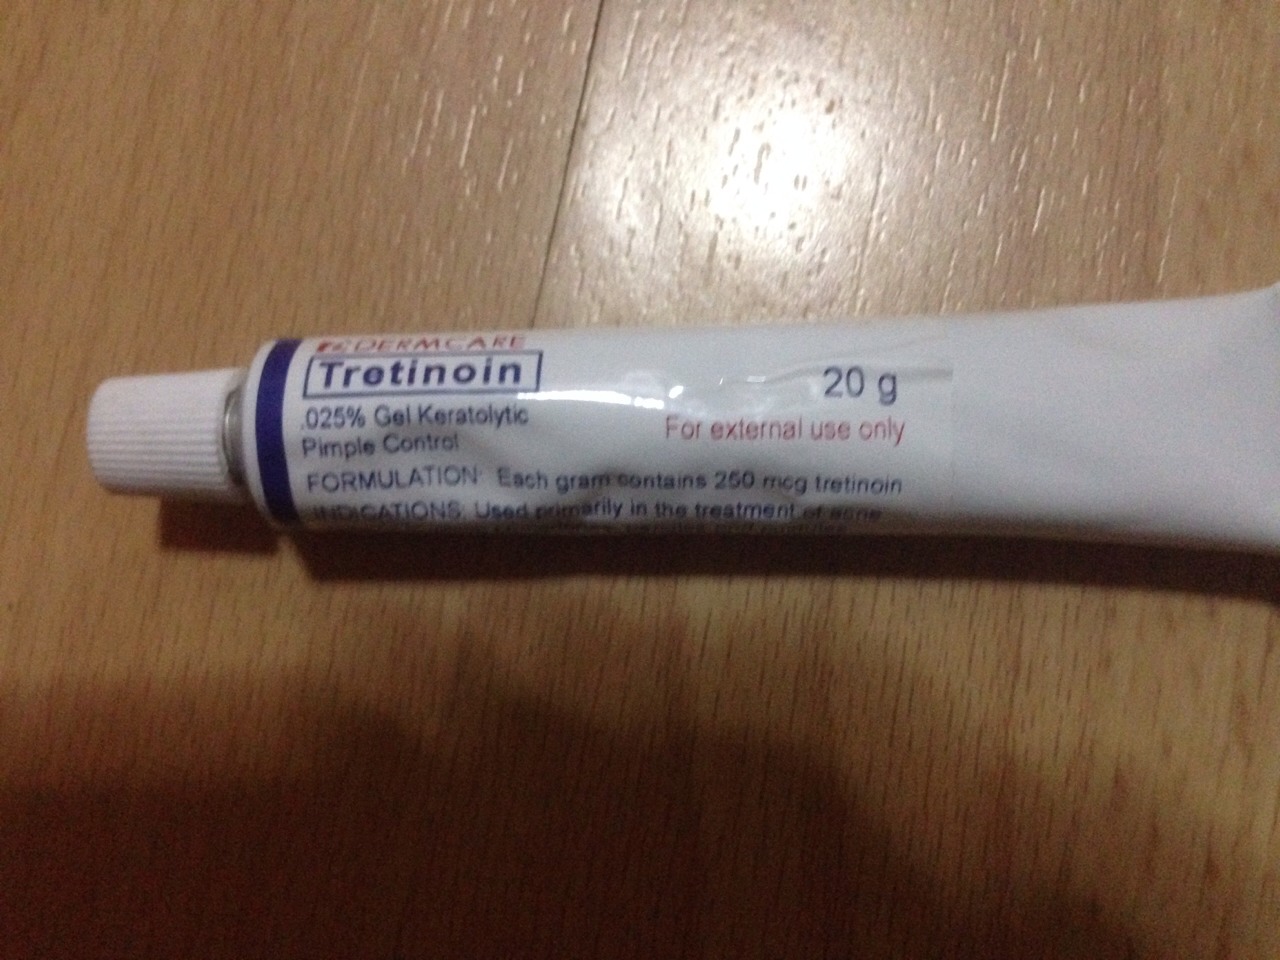 DERMCARE
Tretinoin
20 g
.025% Gel Keratolytic
For external use only
Pimple Control
FORMULATION: Each gram contains 250 mcg tretinoin
INDICATIONS: Used primarily in the treatment of acne